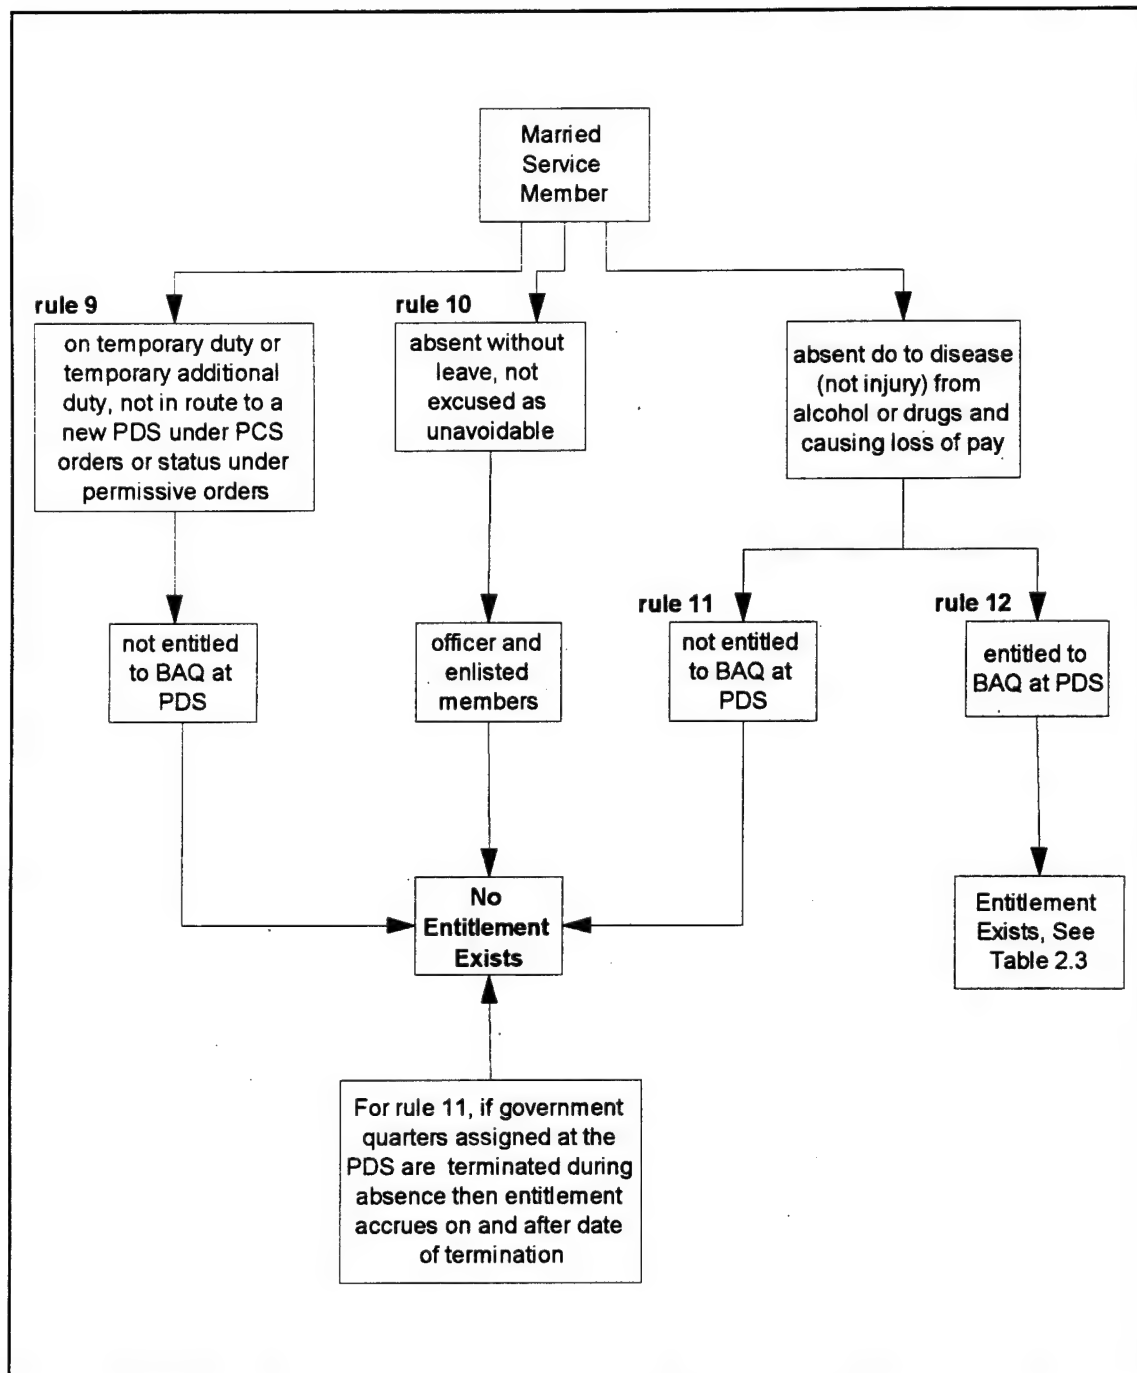 Married
Service
Member
rule 9
on temporary duty or
temporary additional
duty, not in route to a
new PDS under PCS
orders or status under
permissive orders
rule 10
absent without
leave, not
excused as
unavoidable
absent do to disease
(not injury) from
alcohol or drugs and
causing loss of pay
not entitled
to BAQ at
PDS
officer and
enlisted
members
rule 11
not entitled
to BAQ at
PDS
rule 12
entitled to
BAQ at PDS
No
Entitlement
Exists
Entitlement
Exists, See
Table 2.3
For rule 11, if government
quarters assigned at the
PDS are terminated during
absence then entitlement
accrues on and after date
of termination